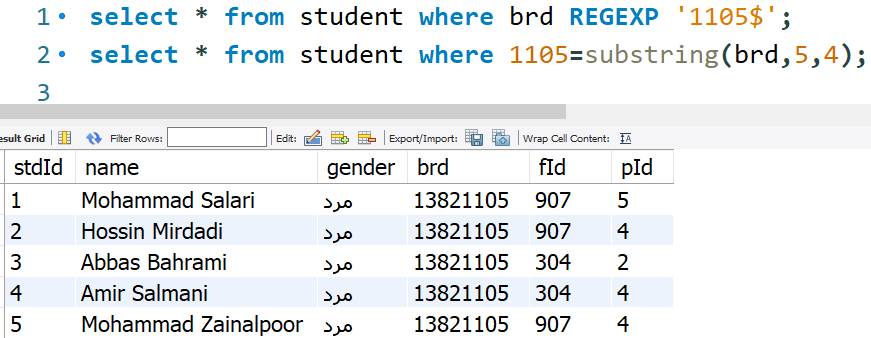 1 select * from student where brd REGEXP '1105$';
2 select * from student where 1105=substring(brd,5,4);
3
esult Grid Filter Rows: Edit: Export/Import: Wrap Cell Content: IA
stdId name gender brd fId pId
1 Mohammad Salari مرد 13821105 907 5
2 Hossin Mirdadi مرد 13821105 907 4
3 Abbas Bahrami مرد 13821105 304 2
4 Amir Salmani مرد 13821105 304 4
5 Mohammad Zainalpoor مرد 13821105 907 4